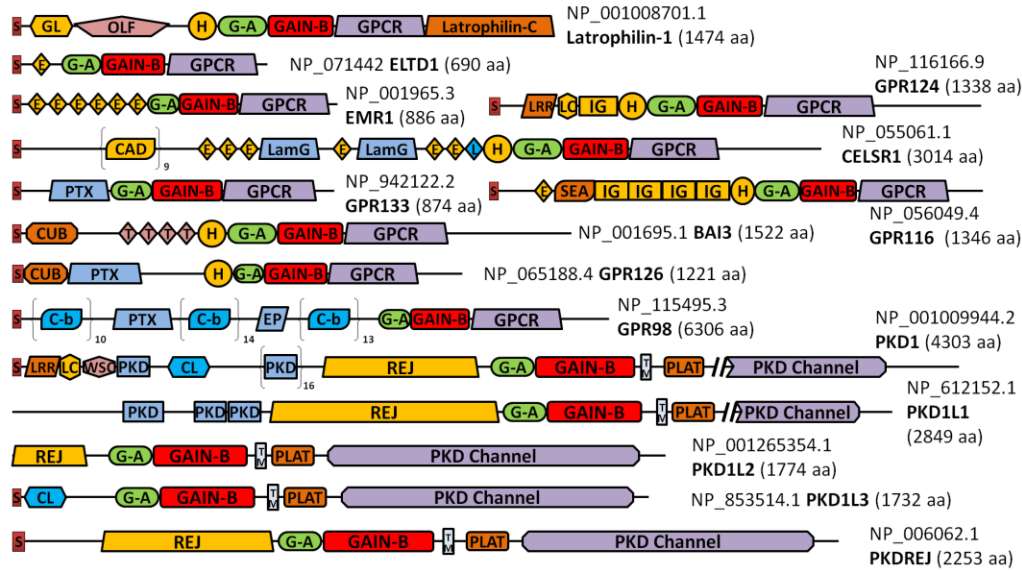 S GL OLF H G-A GAIN-B GPCR Latrophilin-C
NP_001008701.1
Latrophilin-1 (1474 aa)
S E G-A GAIN-B GPCR NP_071442 ELTD1 (690 aa)
S E E E E E E G-A GAIN-B GPCR
NP_001965.3
EMR1 (886 aa)
S LRR LC IG H G-A GAIN-B GPCR
NP_116166.9
GPR124 (1338 aa)
S CAD 9 E E E LamG E LamG E E L H G-A GAIN-B GPCR
NP_055061.1
CELSR1 (3014 aa)
S PTX G-A GAIN-B GPCR
NP_942122.2
GPR133 (874 aa)
S E SEA IG IG IG IG H G-A GAIN-B GPCR
NP_056049.4
GPR116 (1346 aa)
S CUB T T T T H G-A GAIN-B GPCR NP_001695.1 BAI3 (1522 aa)
S CUB PTX H G-A GAIN-B GPCR NP_065188.4 GPR126 (1221 aa)
S C-b 10 PTX C-b 14 EP C-b 13 G-A GAIN-B GPCR
NP_115495.3
GPR98 (6306 aa)
S LRR LC WSC PKD CL PKD 16 REJ G-A GAIN-B TM PLAT PKD Channel
NP_001009944.2
PKD1 (4303 aa)
PKD PKD PKD REJ G-A GAIN-B TM PLAT PKD Channel
NP_612152.1
PKD1L1
(2849 aa)
REJ G-A GAIN-B TM PLAT PKD Channel
NP_001265354.1
PKD1L2 (1774 aa)
S CL G-A GAIN-B TM PLAT PKD Channel NP_853514.1 PKD1L3 (1732 aa)
S REJ G-A GAIN-B TM PLAT PKD Channel
NP_006062.1
PKDREJ (2253 aa)